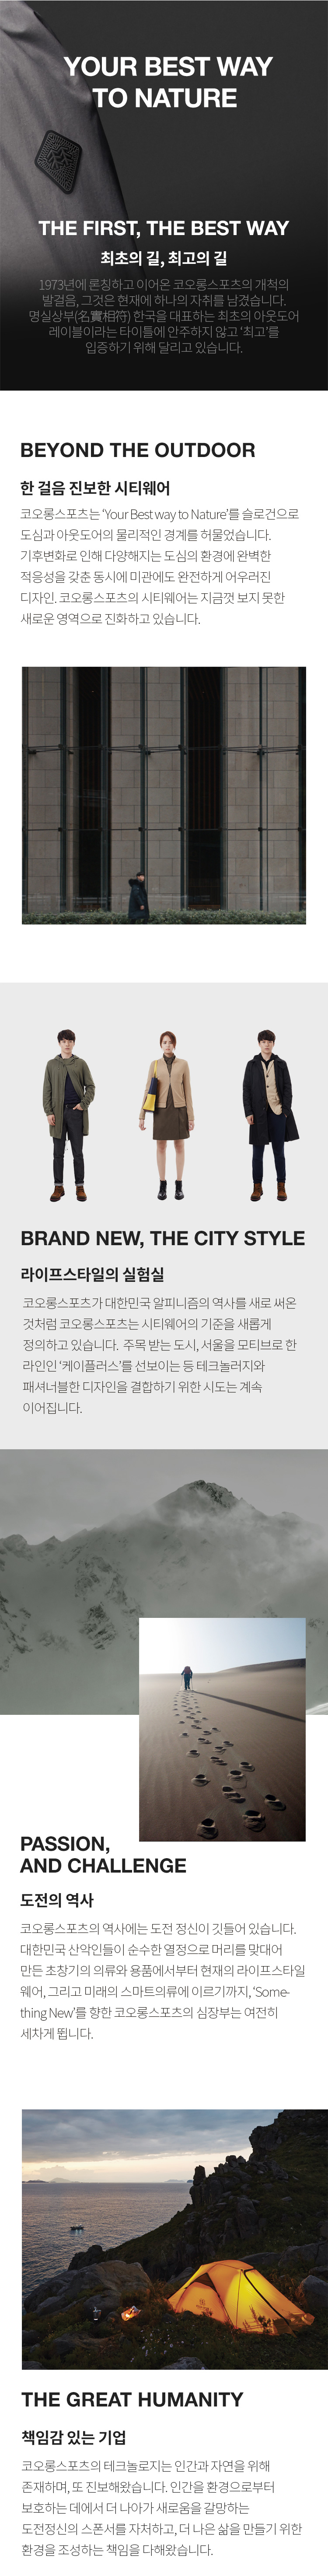 YOUR BEST WAY
TO NATURE
THE FIRST, THE BEST WAY
최초의 길, 최고의 길
1973년에 론칭하고 이어온 코오롱스포츠의 개척의
발걸음, 그것은 현재에 하나의 자취를 남겼습니다.
명실상부(名實相符) 한국을 대표하는 최초의 아웃도어
레이블이라는 타이틀에 안주하지 않고 ‘최고’를
입증하기 위해 달리고 있습니다.
BEYOND THE OUTDOOR
한 걸음 진보한 시티웨어
코오롱스포츠는 ‘Your Best way to Nature’를 슬로건으로
도심과 아웃도어의 물리적인 경계를 허물었습니다.
기후변화로 인해 다양해지는 도심의 환경에 완벽한
적응성을 갖춘 동시에 미관에도 완전하게 어우러진
디자인. 코오롱스포츠의 시티웨어는 지금껏 보지 못한
새로운 영역으로 진화하고 있습니다.
BRAND NEW, THE CITY STYLE
라이프스타일의 실험실
코오롱스포츠가 대한민국 알피니즘의 역사를 새로 써온
것처럼 코오롱스포츠는 시티웨어의 기준을 새롭게
정의하고 있습니다. 주목 받는 도시, 서울을 모티브로 한
라인인 ‘케이플러스’를 선보이는 등 테크놀러지와
패셔너블한 디자인을 결합하기 위한 시도는 계속
이어집니다.
PASSION,
AND CHALLENGE
도전의 역사
코오롱스포츠의 역사에는 도전 정신이 깃들어 있습니다.
대한민국 산악인들이 순수한 열정으로 머리를 맞대어
만든 초창기의 의류와 용품에서부터 현재의 라이프스타일
웨어, 그리고 미래의 스마트의류에 이르기까지, ‘Some-
thing New’를 향한 코오롱스포츠의 심장부는 여전히
세차게 뜁니다.
THE GREAT HUMANITY
책임감 있는 기업
코오롱스포츠의 테크놀로지는 인간과 자연을 위해
존재하며, 또 진보해왔습니다. 인간을 환경으로부터
보호하는 데에서 더 나아가 새로움을 갈망하는
도전정신의 스폰서를 자처하고, 더 나은 삶을 만들기 위한
환경을 조성하는 책임을 다해왔습니다.